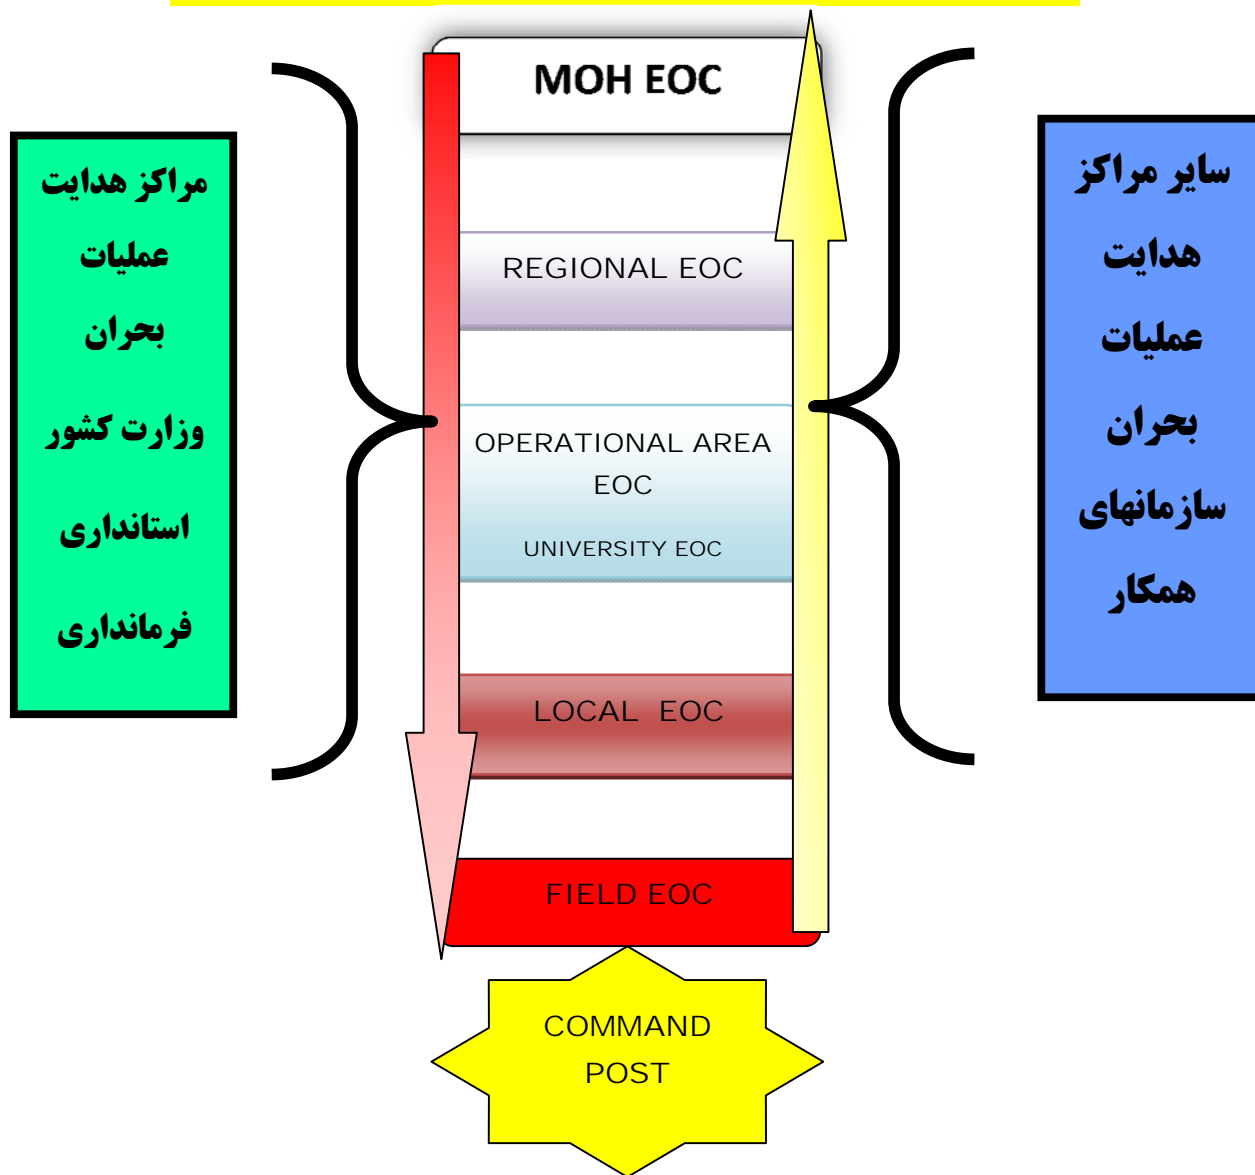 MOH EOC
مراکز هدایت
عملیات
بحران
وزارت کشور
استانداری
فرمانداری
سایر مراکز
هدایت
عملیات
بحران
سازمانهای
همکار
REGIONAL EOC
OPERATIONAL AREA
EOC
UNIVERSITY EOC
LOCAL EOC
FIELD EOC
COMMAND
POST